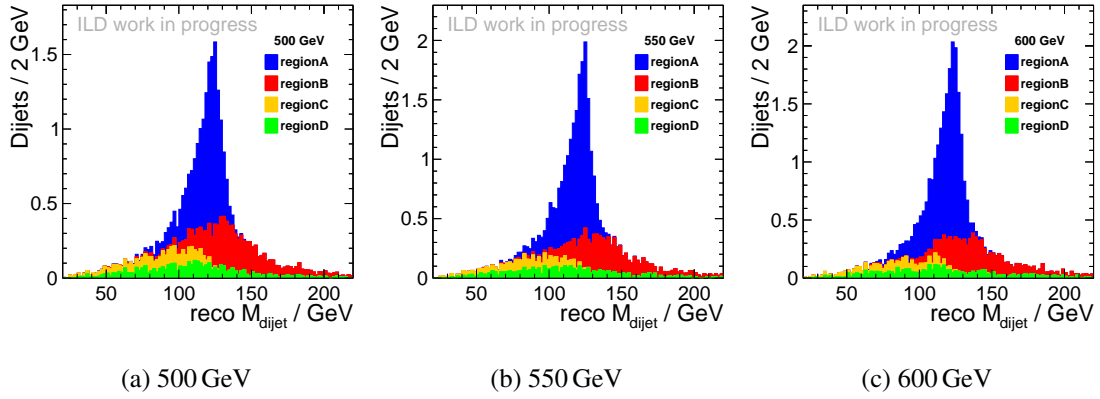 ILD work in progress
500 GeV
regionA
regionB
regionC
regionD
Dijets / 2 GeV
0
0.5
1
1.5
50 100 150 200
reco M_dijet / GeV
(a) 500 GeV
ILD work in progress
550 GeV
regionA
regionB
regionC
regionD
Dijets / 2 GeV
0
0.5
1
1.5
2
50 100 150 200
reco M_dijet / GeV
(b) 550 GeV
ILD work in progress
600 GeV
regionA
regionB
regionC
regionD
Dijets / 2 GeV
0
0.5
1
1.5
2
50 100 150 200
reco M_dijet / GeV
(c) 600 GeV